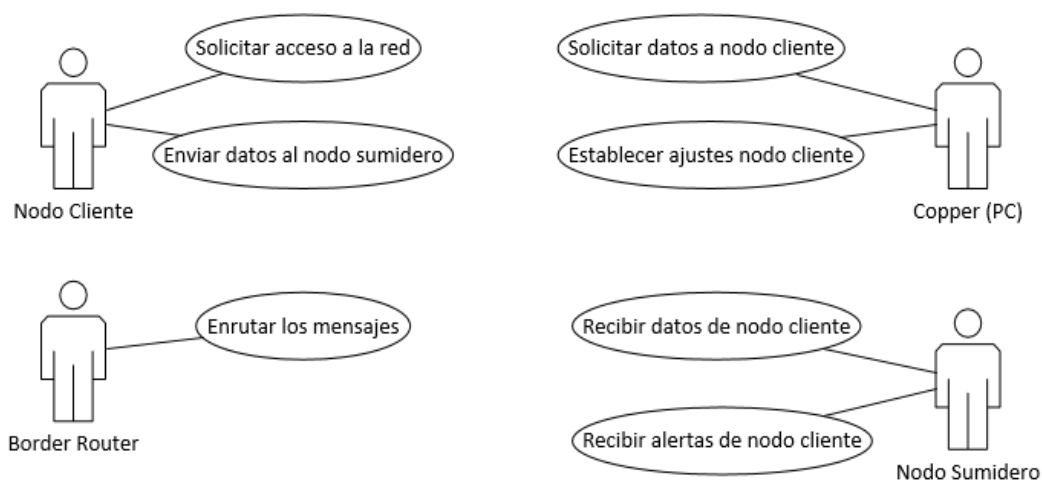 Solicitar acceso a la red
Enviar datos al nodo sumidero
Nodo Cliente
Solicitar datos a nodo cliente
Establecer ajustes nodo cliente
Copper (PC)
Enrutar los mensajes
Border Router
Recibir datos de nodo cliente
Recibir alertas de nodo cliente
Nodo Sumidero